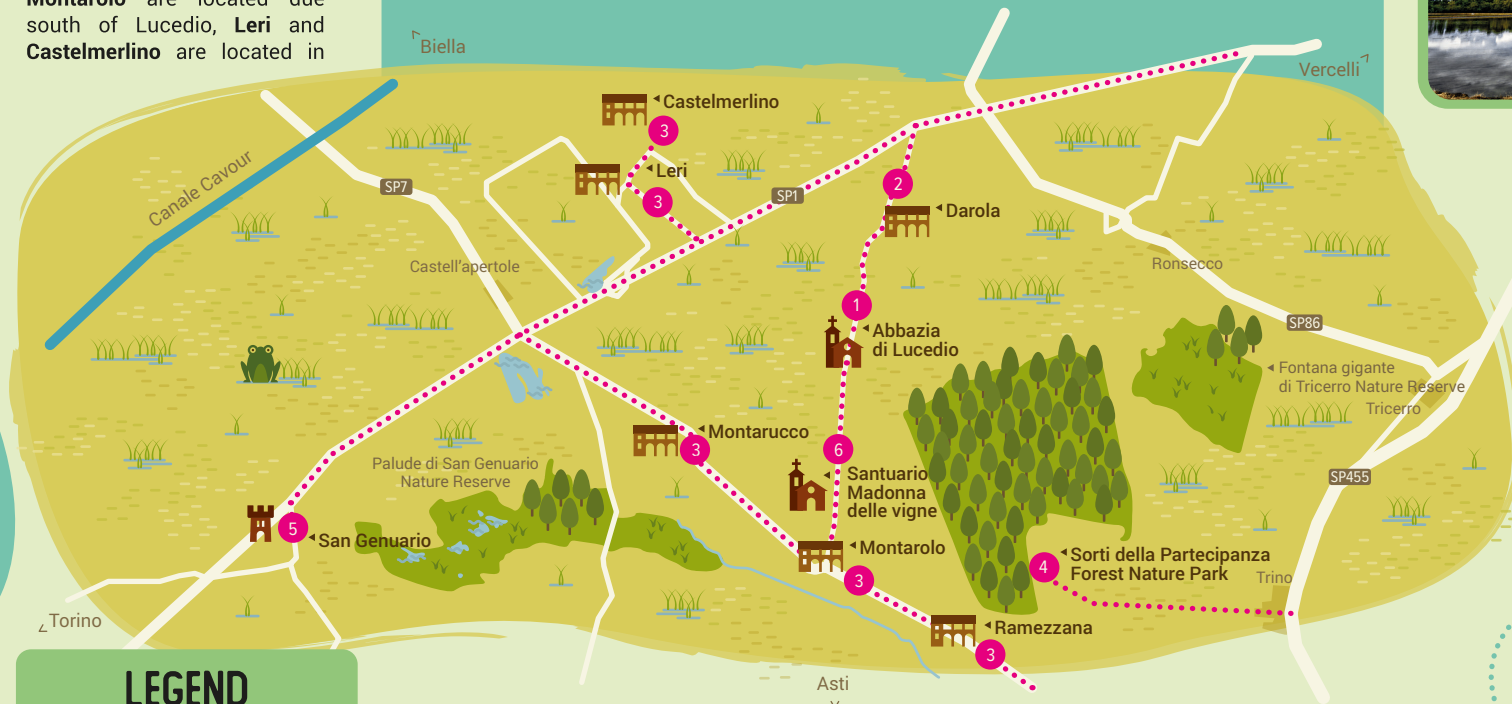 Montarolo are located due
south of Lucedio, Leri and
Castelmerlino are located in
Biella
Vercelli
Castelmerlino
3
Canale Cavour
SP7
Leri
3
SP1
2
Darola
Castell'apertole
Ronsecco
1
Abbazia
di Lucedio
SP86
Fontana gigante
di Tricerro Nature Reserve
Tricerro
Montarucco
3
6
Palude di San Genuario
Nature Reserve
Santuario
Madonna
delle vigne
SP455
5
San Genuario
Montarolo
3
4
Sorti della Partecipanza
Forest Nature Park
Trino
Torino
Ramezzana
3
Asti
LEGEND